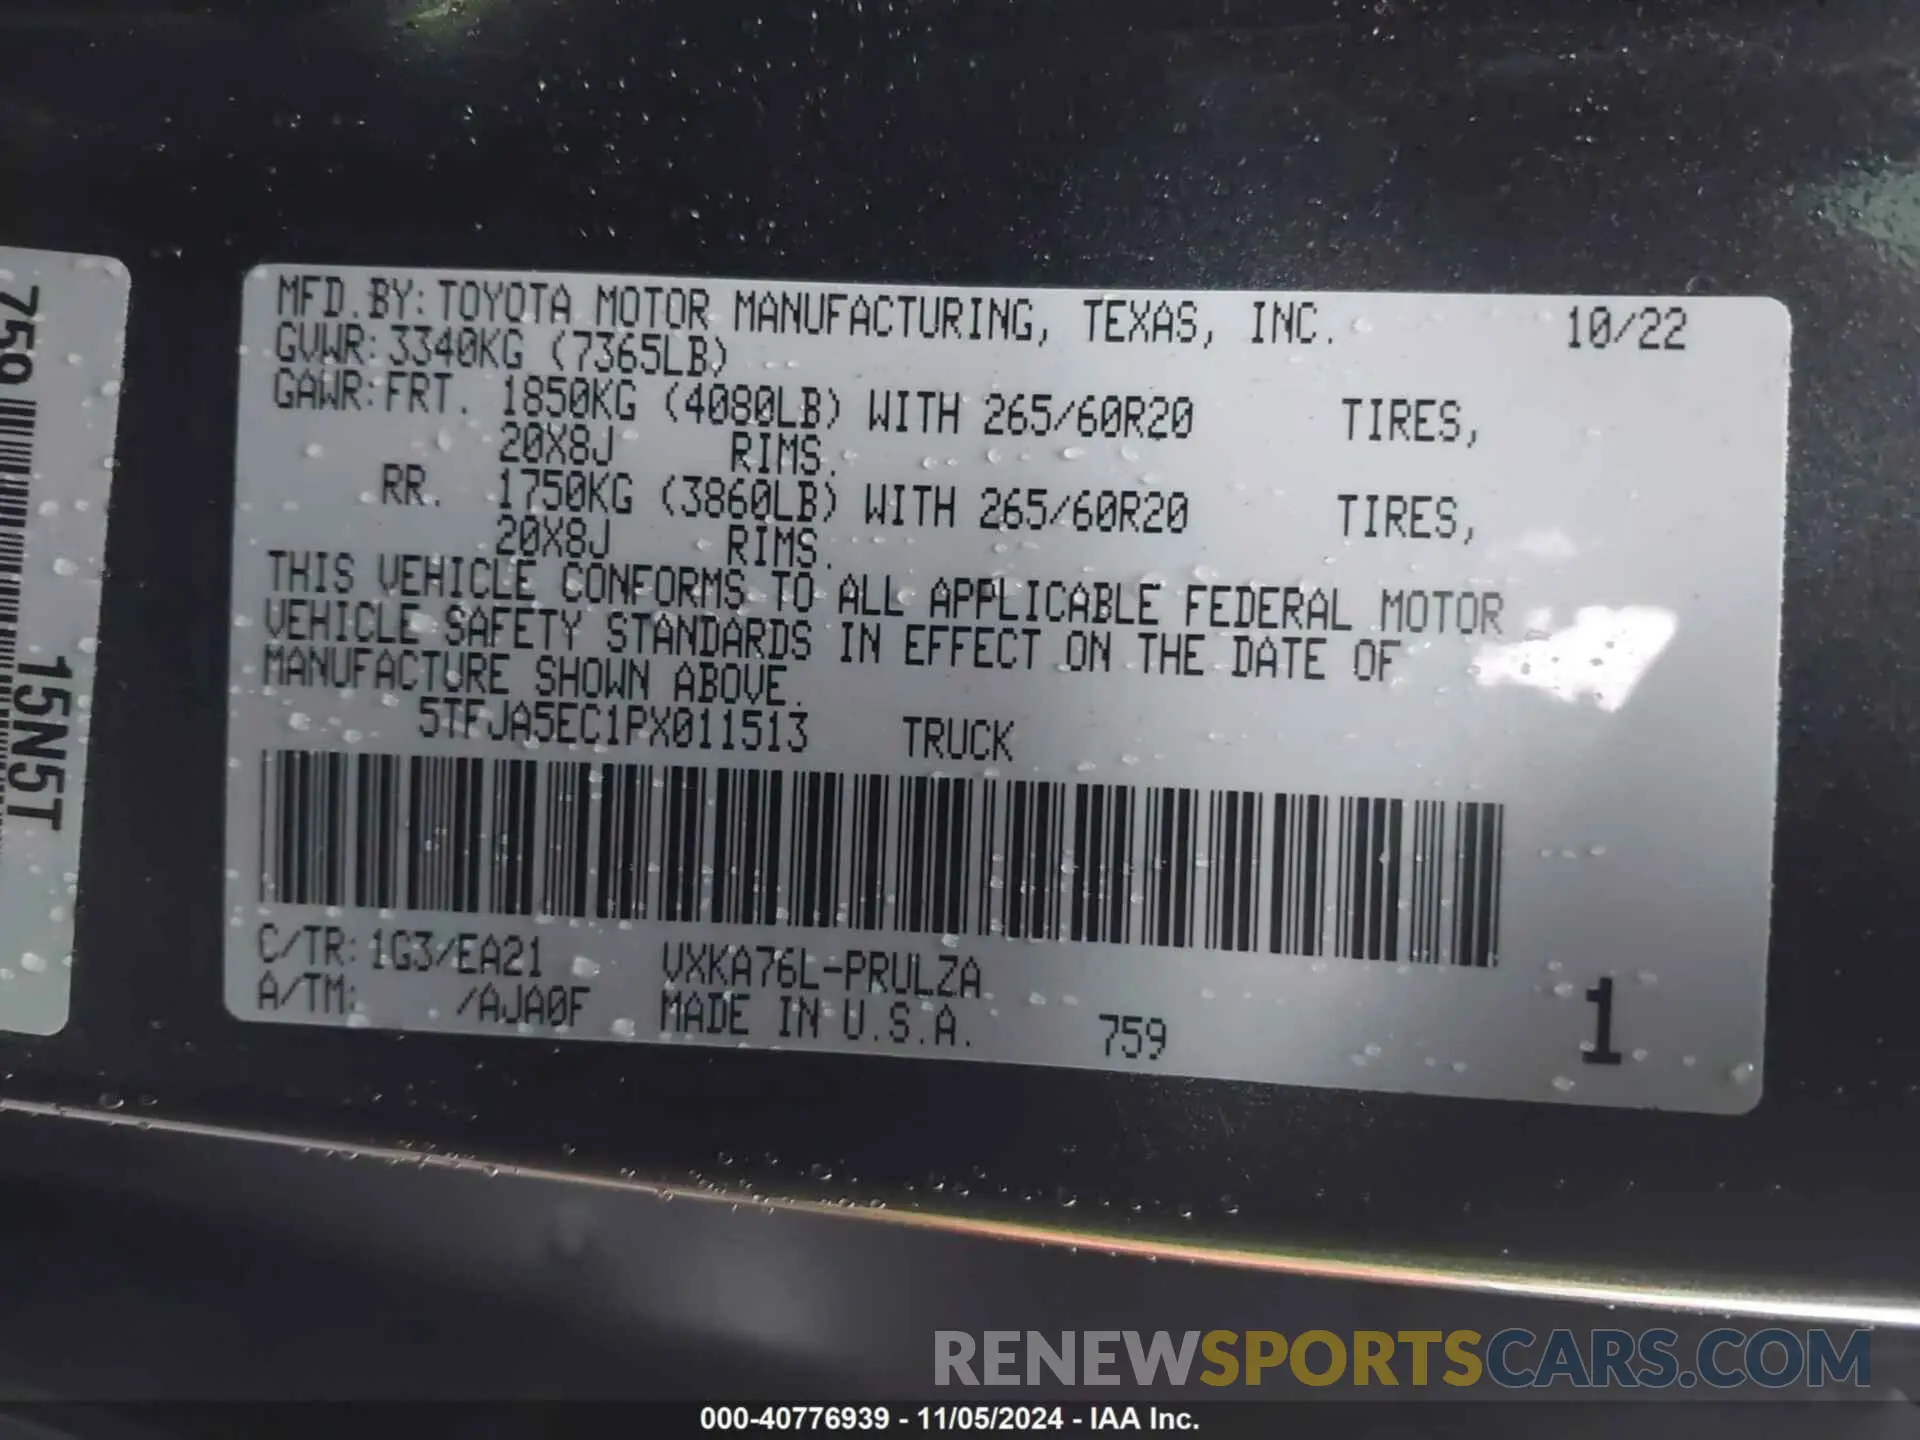 MFD.BY:TOYOTA MOTOR MANUFACTURING, TEXAS, INC. 10/22
GVWR:3340KG (7365LB)
GAWR:FRT. 1850KG (4080LB) WITH 265/60R20 TIRES,
20X8J RIMS.
RR. 1750KG (3860LB) WITH 265/60R20 TIRES,
20X8J RIMS.
THIS VEHICLE CONFORMS TO ALL APPLICABLE FEDERAL MOTOR
VEHICLE SAFETY STANDARDS IN EFFECT ON THE DATE OF
MANUFACTURE SHOWN ABOVE.
5TFJA5EC1PX011513 TRUCK
C/TR:1G3/EA21 VXKA76L-PRULZA
A/TM: /AJA0F MADE IN U.S.A. 759
1
759
15N5T
RENEWSPORTSCARS.COM
000-40776939 - 11/05/2024 - IAA Inc.